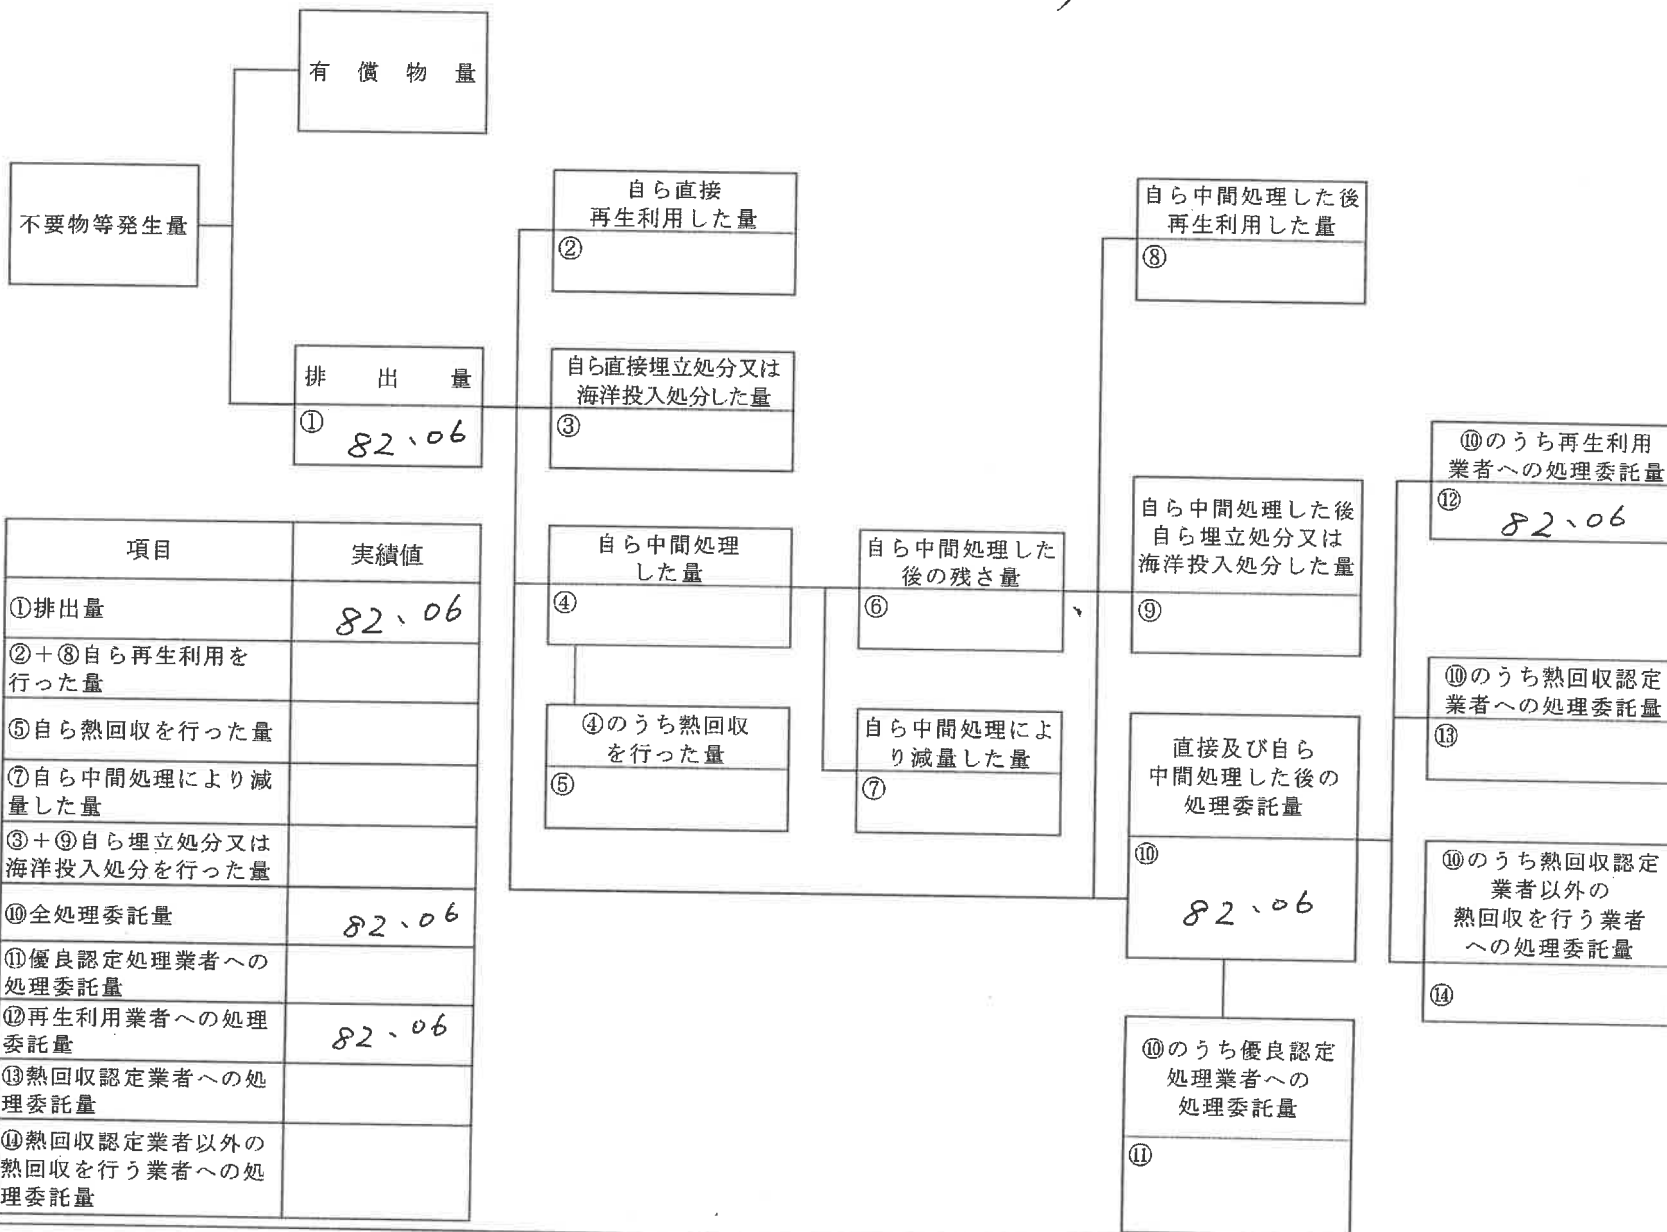 有償物量
不要物等発生量
排出量
①
82、06
自ら直接
再生利用した量
②
自ら直接埋立処分又は
海洋投入処分した量
③
自ら中間処理
した量
④
④のうち熱回収
を行った量
⑤
自ら中間処理した
後の残さ量
⑥
自ら中間処理によ
り減量した量
⑦
自ら中間処理した後
再生利用した量
⑧
自ら中間処理した後
自ら埋立処分又は
海洋投入処分した量
⑨
直接及び自ら
中間処理した後の
処理委託量
⑩
82、06
⑩のうち優良認定
処理業者への
処理委託量
⑪
⑩のうち再生利用
業者への処理委託量
⑫
82、06
⑩のうち熱回収認定
業者への処理委託量
⑬
⑩のうち熱回収認定
業者以外の
熱回収を行う業者
への処理委託量
⑭
項目 実績値
①排出量 82、06
②+⑧自ら再生利用を
行った量
⑤自ら熱回収を行った量
⑦自ら中間処理により減
量した量
③+⑨自ら埋立処分又は
海洋投入処分を行った量
⑩全処理委託量 82、06
⑪優良認定処理業者への
処理委託量
⑫再生利用業者への処理
委託量 82、06
⑬熱回収認定業者への処
理委託量
⑭熱回収認定業者以外の
熱回収を行う業者への処
理委託量